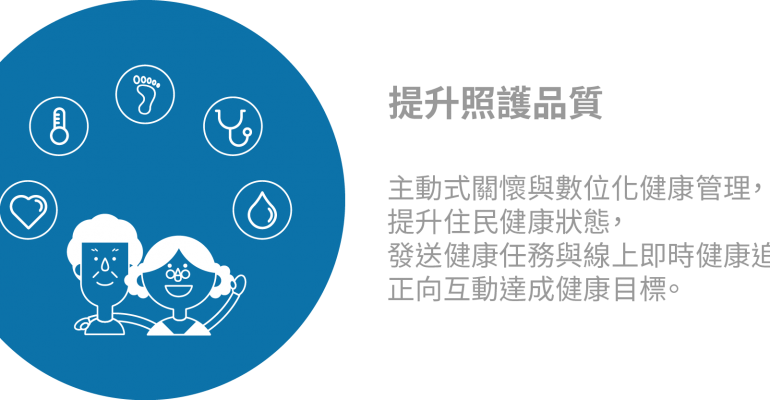 提升照護品質
主動式關懷與數位化健康管理，
提升住民健康狀態，
發送健康任務與線上即時健康追
正向互動達成健康目標。